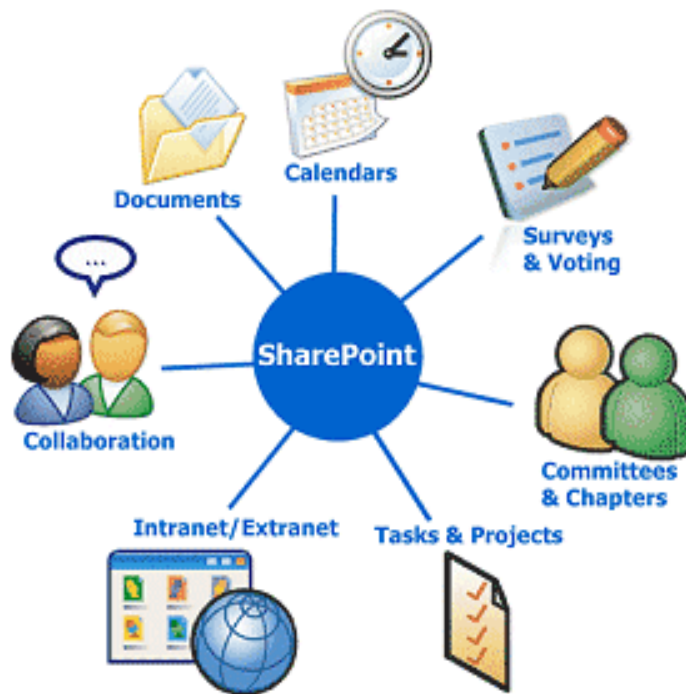 Calendars
Documents
Surveys
& Voting
...
SharePoint
Collaboration
Committees
& Chapters
Intranet/Extranet
Tasks & Projects